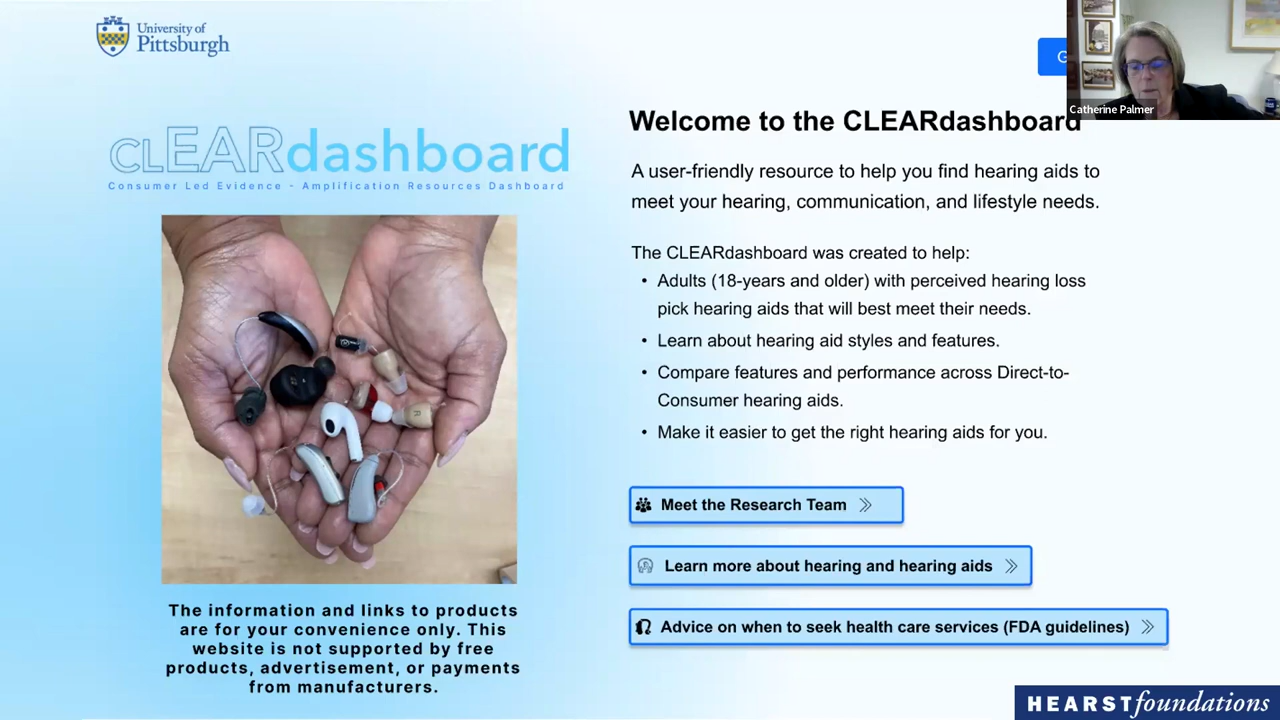 University of
Pittsburgh
G
Catherine Palmer
CLEARdashboard
Consumer Led Evidence - Amplification Resources Dashboard
Welcome to the CLEARdashboard
A user-friendly resource to help you find hearing aids to
meet your hearing, communication, and lifestyle needs.
The CLEARdashboard was created to help:
• Adults (18-years and older) with perceived hearing loss
pick hearing aids that will best meet their needs.
• Learn about hearing aid styles and features.
• Compare features and performance across Direct-to-
Consumer hearing aids.
• Make it easier to get the right hearing aids for you.
Meet the Research Team
Learn more about hearing and hearing aids
Advice on when to seek health care services (FDA guidelines)
The information and links to products
are for your convenience only. This
website is not supported by free
products, advertisement, or payments
from manufacturers.
HEARSTfoundations